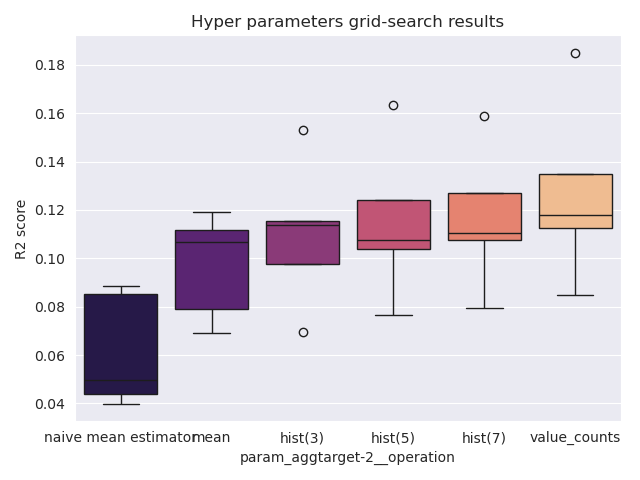 Hyper parameters grid-search results
R2 score
0.18
0.16
0.14
0.12
0.10
0.08
0.06
0.04
naive mean estimator mean hist(3) hist(5) hist(7) value_counts
param_aggtarget-2__operation